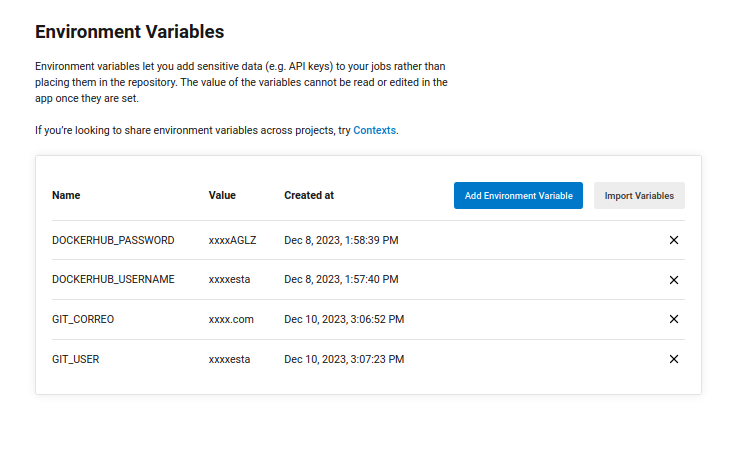 Environment Variables
Environment variables let you add sensitive data (e.g. API keys) to your jobs rather than
placing them in the repository. The value of the variables cannot be read or edited in the
app once they are set.
If you're looking to share environment variables across projects, try Contexts.
Name Value Created at Add Environment Variable Import Variables
DOCKERHUB_PASSWORD xxxxAGLZ Dec 8, 2023, 1:58:39 PM
DOCKERHUB_USERNAME xxxxesta Dec 8, 2023, 1:57:40 PM
GIT_CORREO xxxx.com Dec 10, 2023, 3:06:52 PM
GIT_USER xxxxesta Dec 10, 2023, 3:07:23 PM